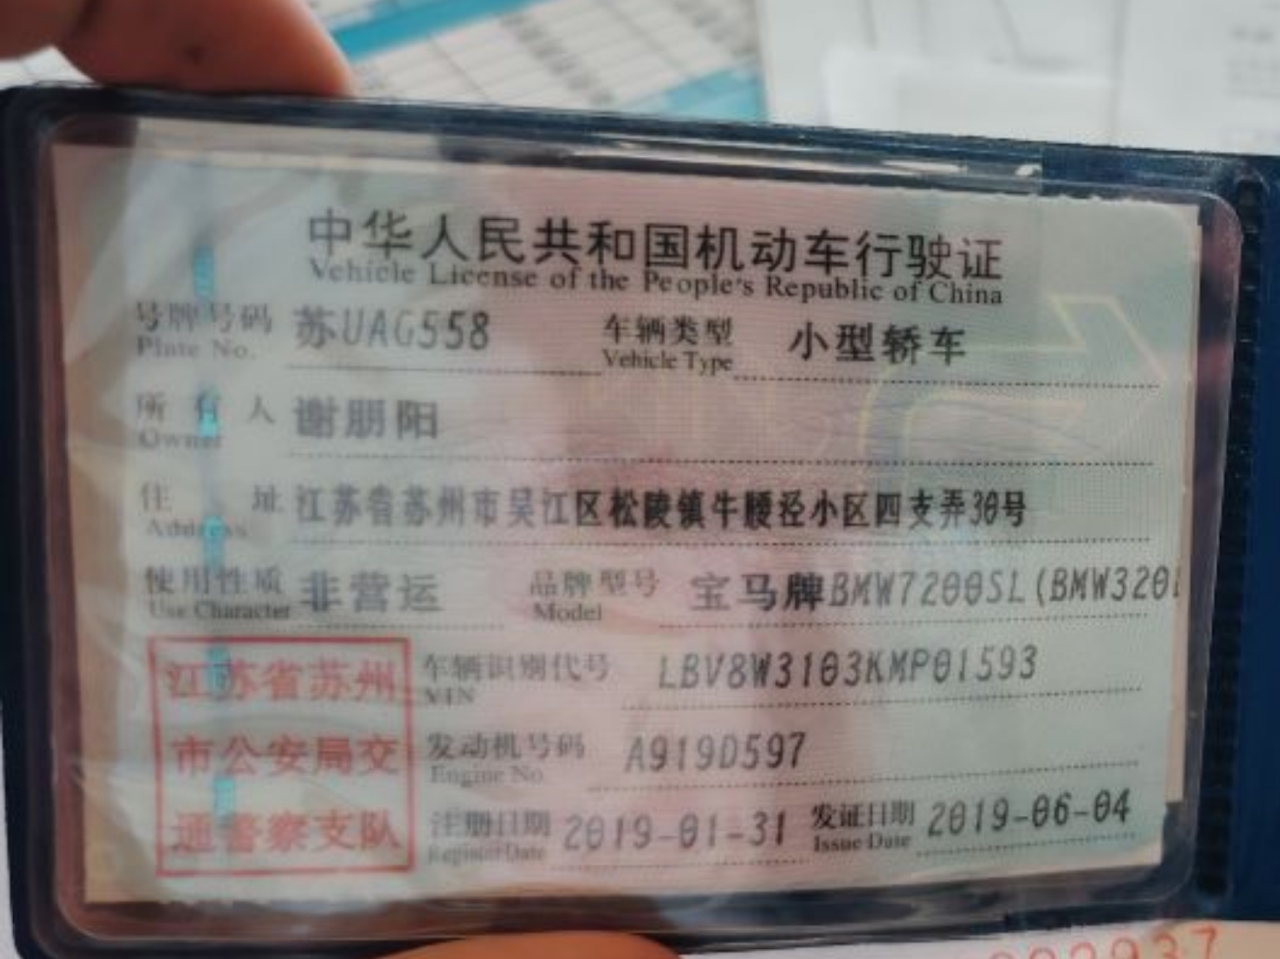 中华人民共和国机动车行驶证
Vehicle License of the People's Republic of China
号牌号码 苏UAG558 车辆类型 小型轿车
Plate No. Vehicle Type
所有人 谢朋阳
Owner
住址 江苏省苏州市吴江区松陵镇牛腰泾小区四支弄30号
Address
使用性质 非营运 品牌型号 宝马牌BMW7200SL(BMW320L
Use Character Model
江苏省苏州 车辆识别代号 LBV8W3103KMP01593
VIN
市公安局交 发动机号码 A919D597
Engine No.
通警察支队 注册日期 2019-01-31 发证日期 2019-06-04
Register Date Issue Date